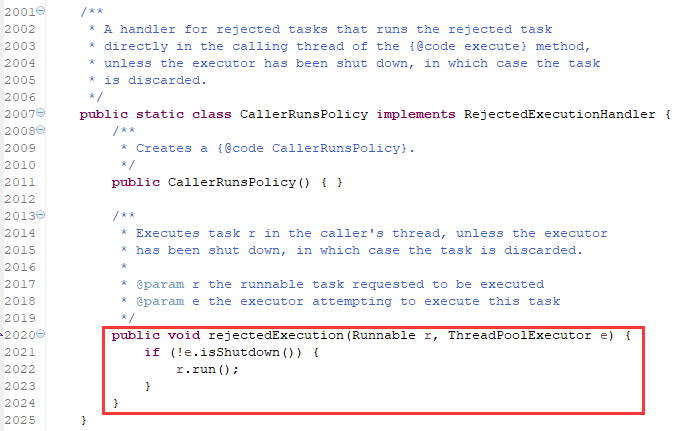 2001    /**
2002     * A handler for rejected tasks that runs the rejected task
2003     * directly in the calling thread of the {@code execute} method,
2004     * unless the executor has been shut down, in which case the task
2005     * is discarded.
2006     */
2007    public static class CallerRunsPolicy implements RejectedExecutionHandler {
2008        /**
2009         * Creates a {@code CallerRunsPolicy}.
2010         */
2011        public CallerRunsPolicy() { }
2012
2013        /**
2014         * Executes task r in the caller's thread, unless the executor
2015         * has been shut down, in which case the task is discarded.
2016         *
2017         * @param r the runnable task requested to be executed
2018         * @param e the executor attempting to execute this task
2019         */
2020        public void rejectedExecution(Runnable r, ThreadPoolExecutor e) {
2021            if (!e.isShutdown()) {
2022                r.run();
2023            }
2024        }
2025    }